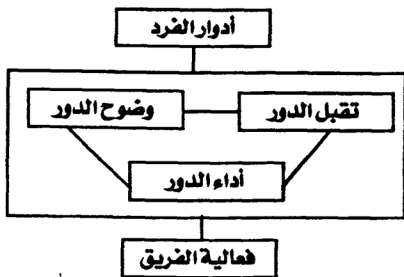 أدوار الفرد
تقبل الدور
وضوح الدور
أداء الدور
فعالية الفريق